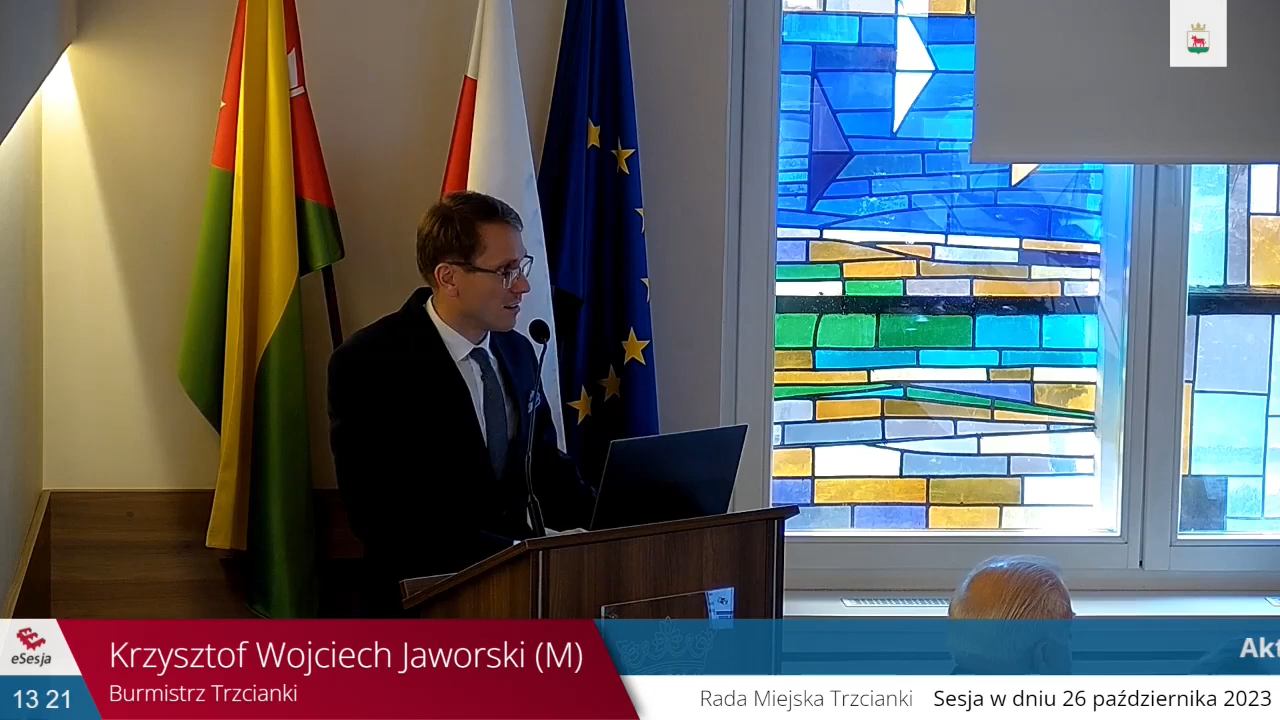 eSesja
13 21
Krzysztof Wojciech Jaworski (M)
Burmistrz Trzcianki
Akt
Rada Miejska Trzcianki Sesja w dniu 26 października 2023